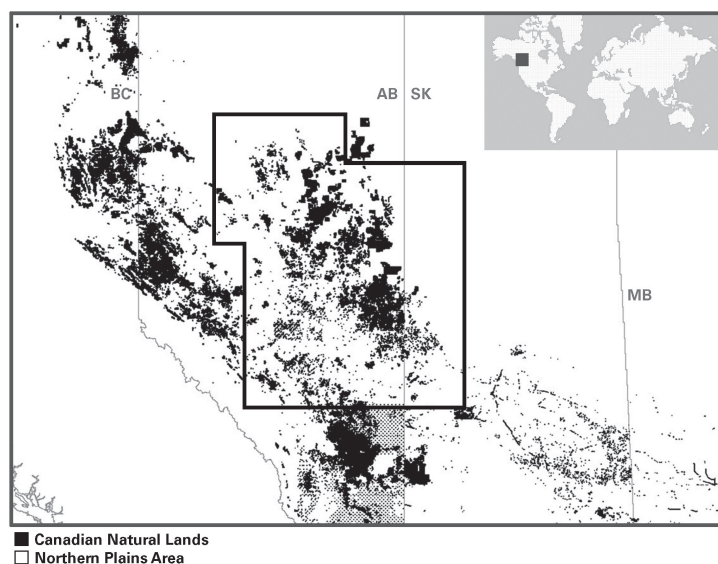 BC
AB SK
MB
Canadian Natural Lands
Northern Plains Area